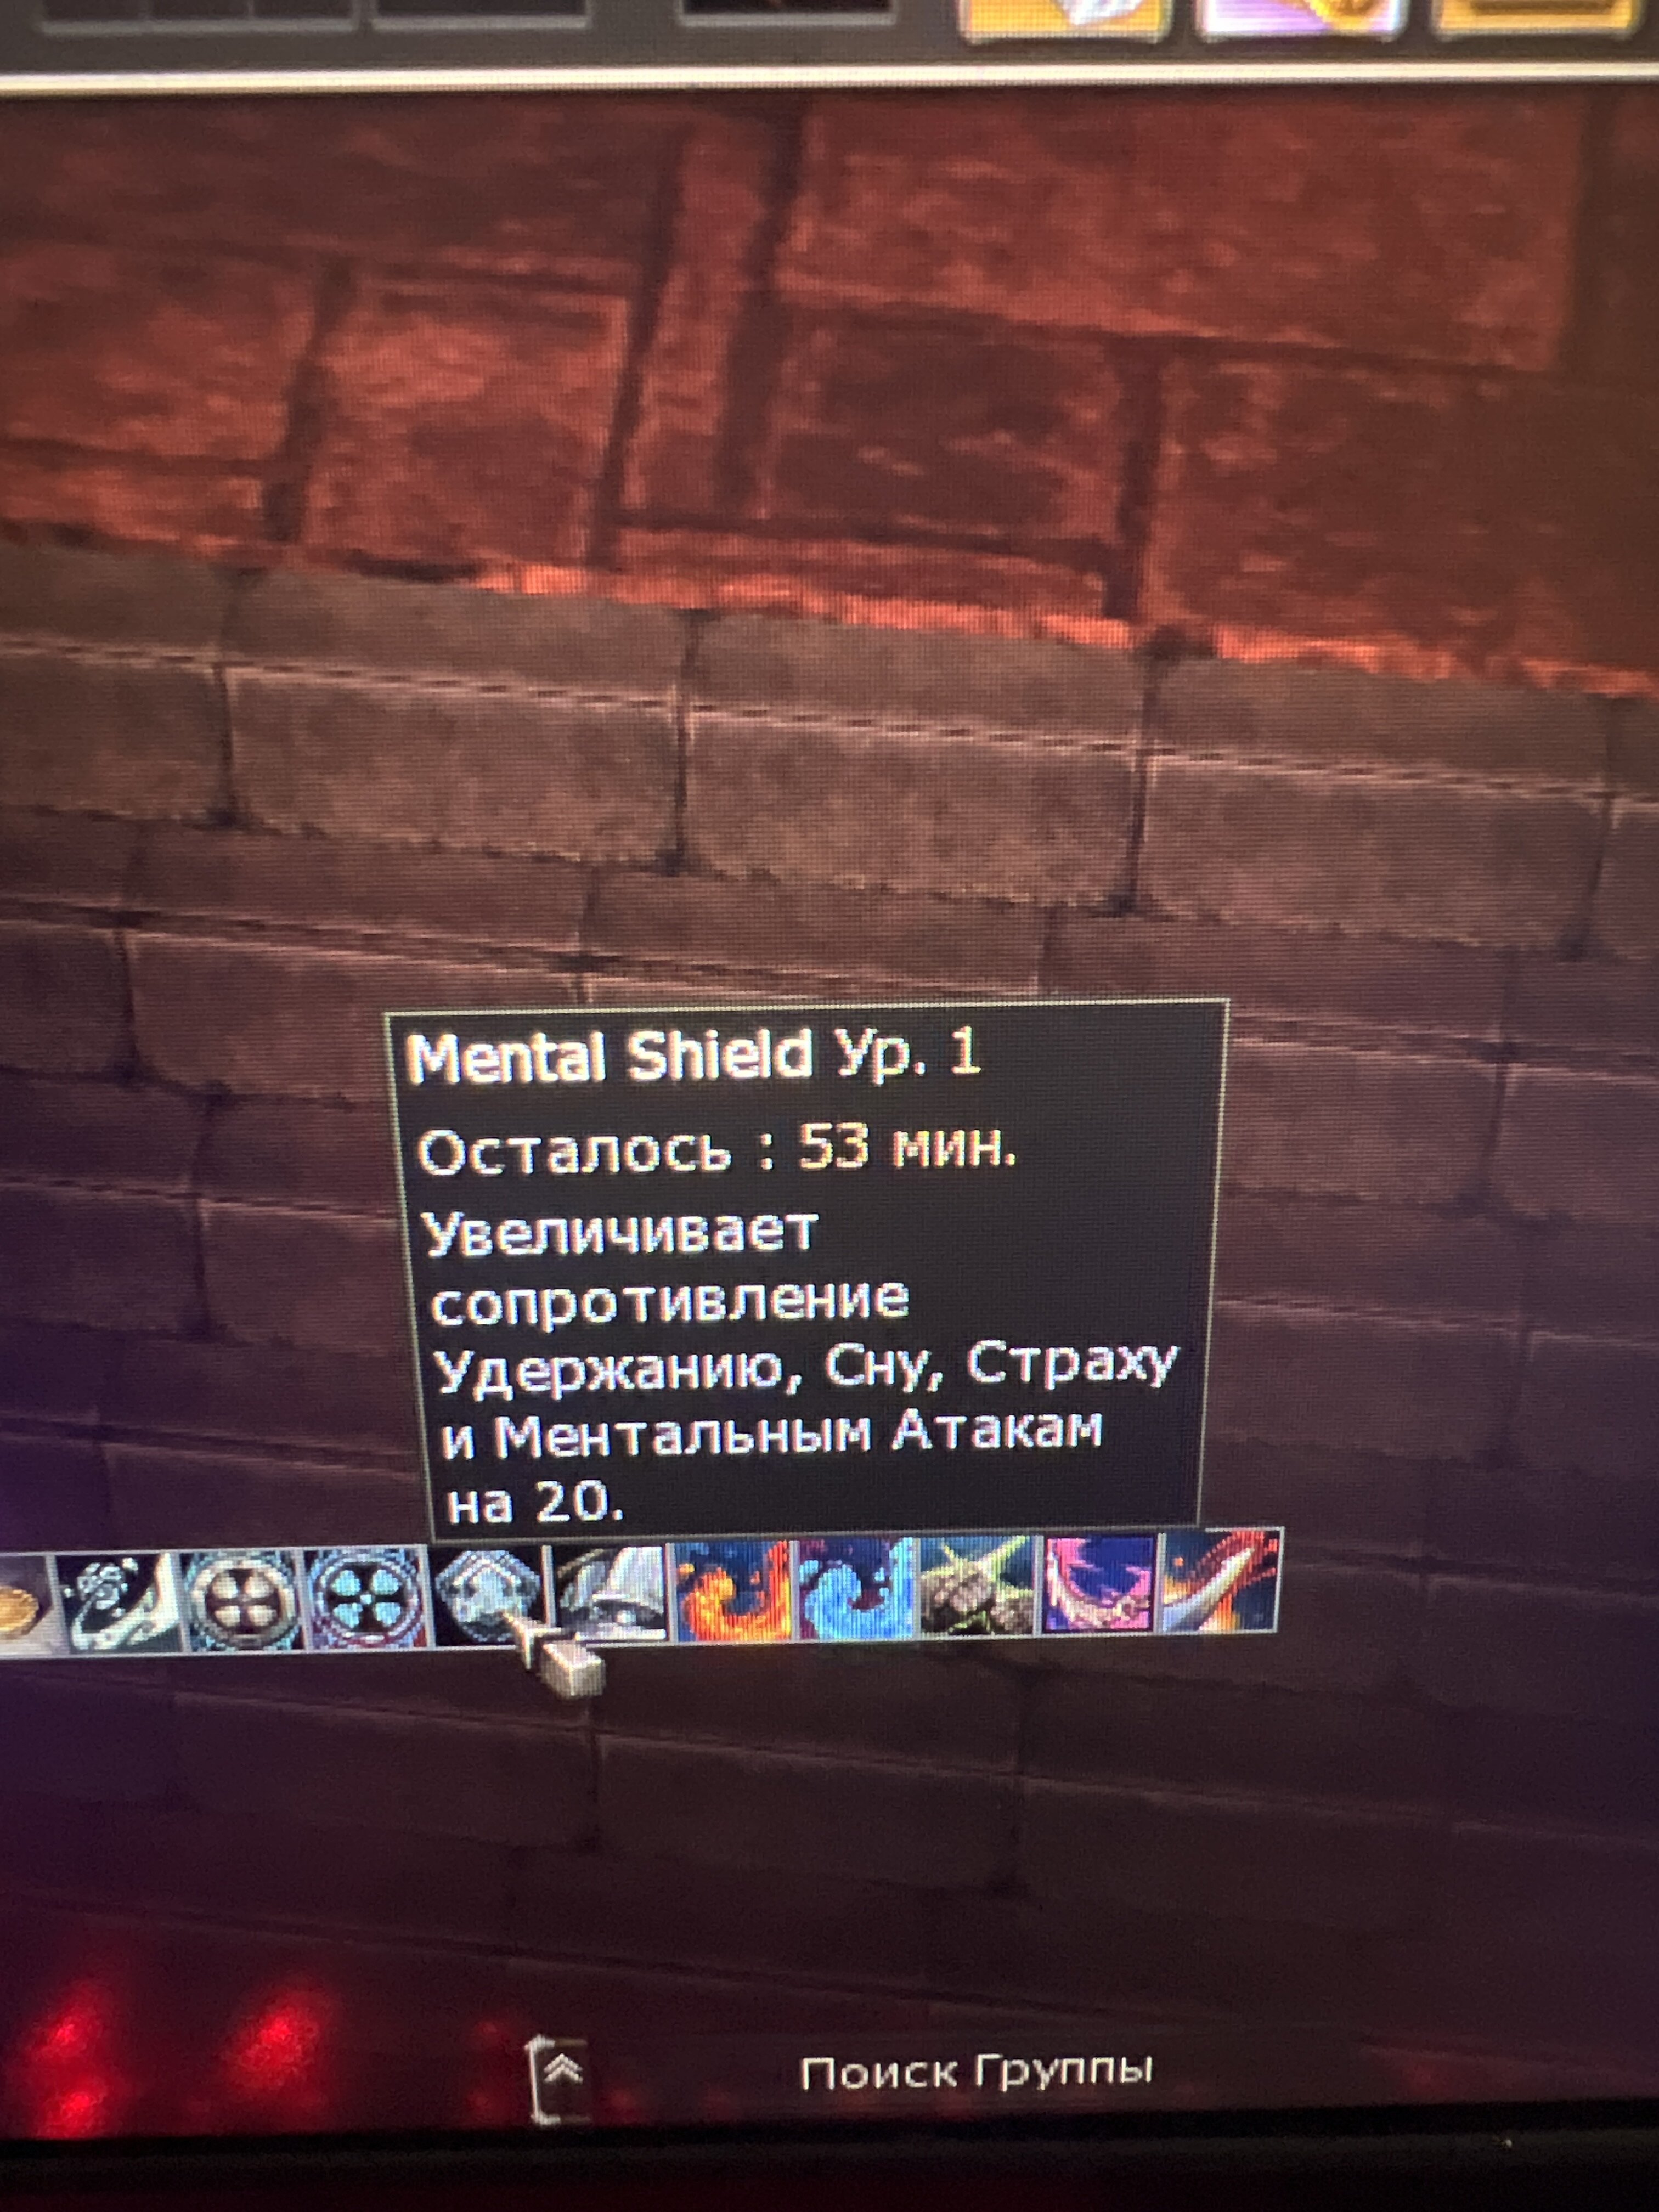 Mental Shield Ур. 1
Осталось : 53 мин.
Увеличивает
сопротивление
Удержанию, Сну, Страху
и Ментальным Атакам
на 20.
Поиск Группы